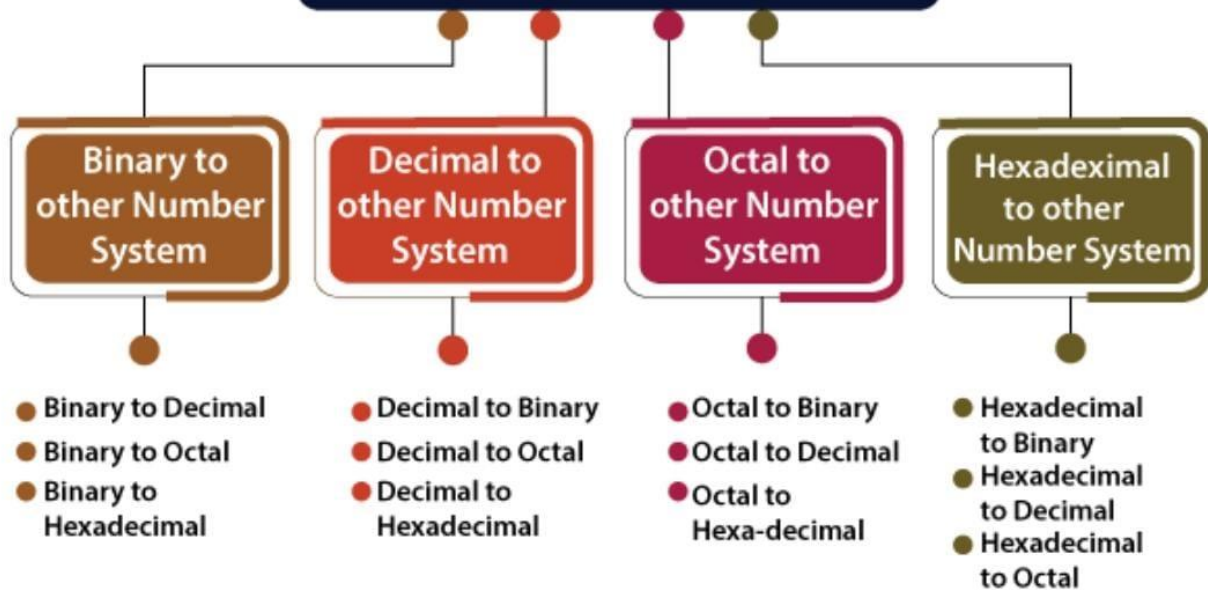 Binary to
other Number
System
Decimal to
other Number
System
Octal to
other Number
System
Hexadeximal
to other
Number System
Binary to Decimal
Binary to Octal
Binary to
Hexadecimal
Decimal to Binary
Decimal to Octal
Decimal to
Hexadecimal
Octal to Binary
Octal to Decimal
Octal to
Hexa-decimal
Hexadecimal
to Binary
Hexadecimal
to Decimal
Hexadecimal
to Octal